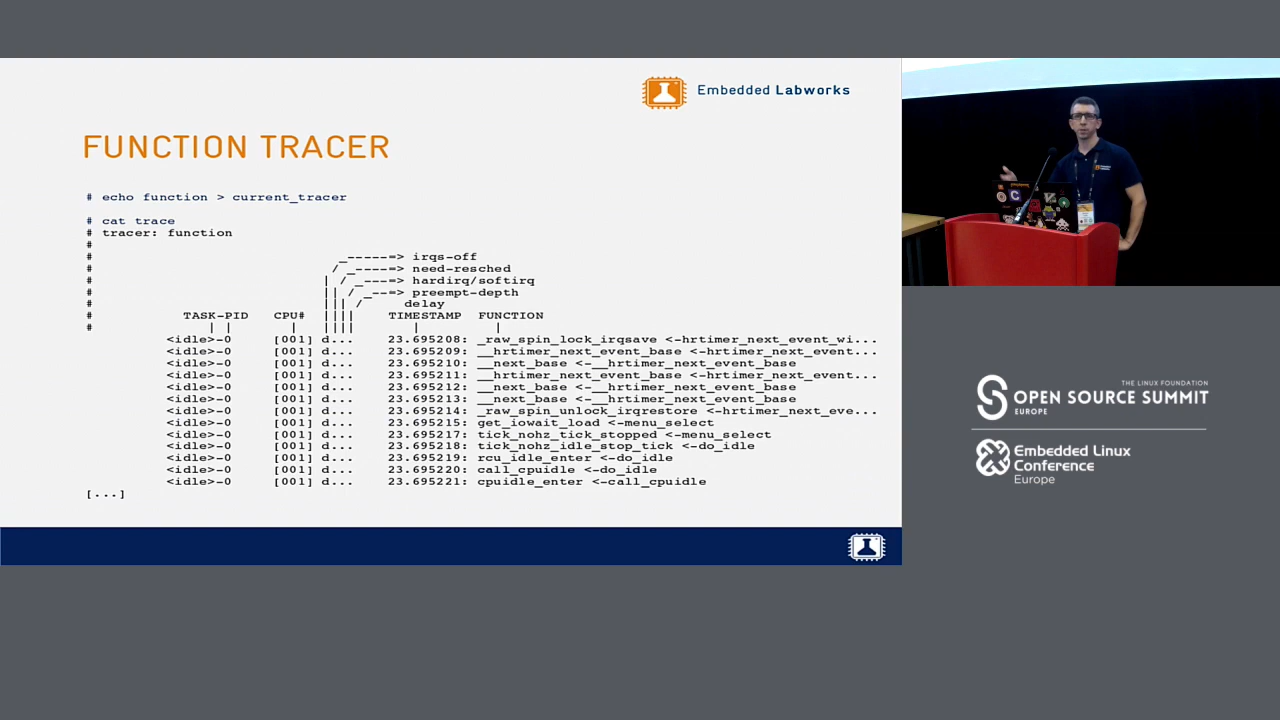 Embedded Labworks
FUNCTION TRACER
# echo function > current_tracer
# cat trace
# tracer: function
#
#                              _-----=> irqs-off
#                             / _----=> need-resched
#                            | / _---=> hardirq/softirq
#                            || / _--=> preempt-depth
#                            ||| /     delay
#           TASK-PID   CPU#  ||||    TIMESTAMP  FUNCTION
#              | |       |   ||||       |         |
<idle>-0     [001] d...    23.695208: _raw_spin_lock_irqsave <-hrtimer_next_event_wi...
<idle>-0     [001] d...    23.695209: __hrtimer_next_event_base <-hrtimer_next_event...
<idle>-0     [001] d...    23.695210: __next_base <-__hrtimer_next_event_base
<idle>-0     [001] d...    23.695211: __hrtimer_next_event_base <-hrtimer_next_event...
<idle>-0     [001] d...    23.695212: __next_base <-__hrtimer_next_event_base
<idle>-0     [001] d...    23.695213: __next_base <-__hrtimer_next_event_base
<idle>-0     [001] d...    23.695214: _raw_spin_unlock_irqrestore <-hrtimer_next_eve...
<idle>-0     [001] d...    23.695215: get_iowait_load <-menu_select
<idle>-0     [001] d...    23.695217: tick_nohz_tick_stopped <-menu_select
<idle>-0     [001] d...    23.695218: tick_nohz_idle_stop_tick <-do_idle
<idle>-0     [001] d...    23.695219: rcu_idle_enter <-do_idle
<idle>-0     [001] d...    23.695220: call_cpuidle <-do_idle
<idle>-0     [001] d...    23.695221: cpuidle_enter <-call_cpuidle
[...]
THE LINUX FOUNDATION
OPEN SOURCE SUMMIT
EUROPE
Embedded Linux
Conference
Europe